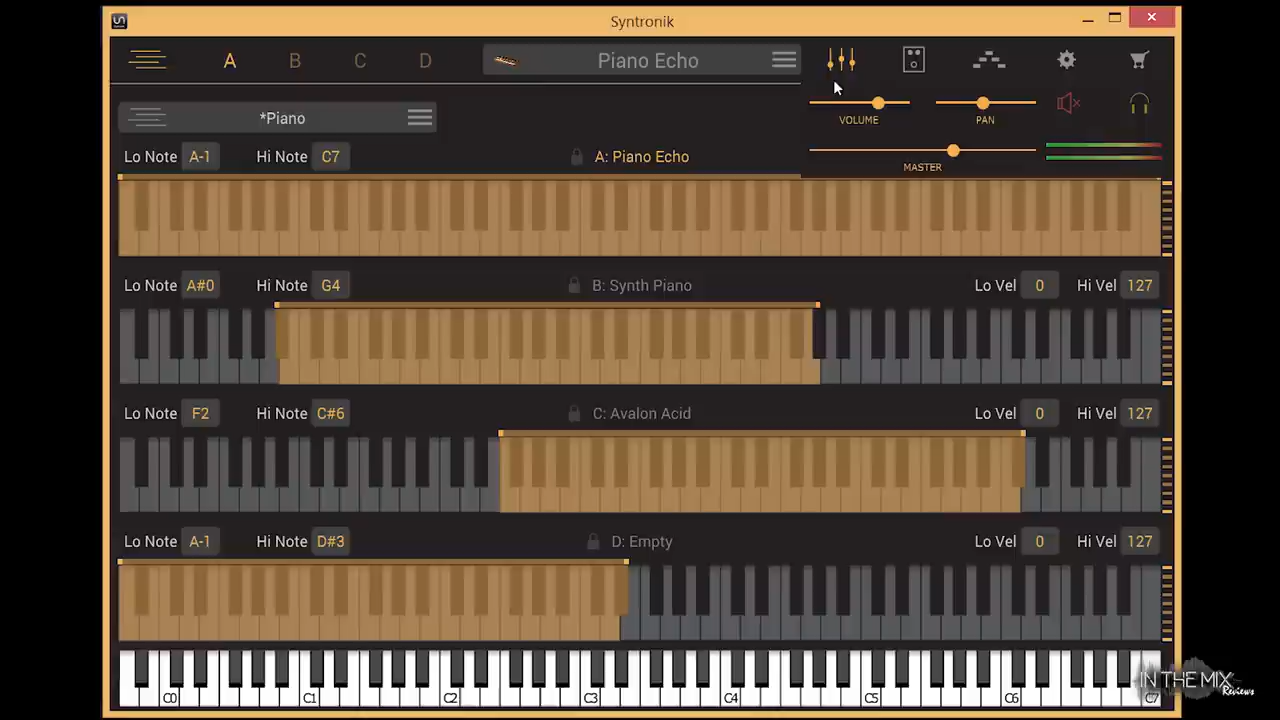 Syntronik
A B C D Piano Echo
*Piano
VOLUME PAN
MASTER
Lo Note A-1 Hi Note C7 A: Piano Echo
Lo Note A#0 Hi Note G4 B: Synth Piano Lo Vel 0 Hi Vel 127
Lo Note F2 Hi Note C#6 C: Avalon Acid Lo Vel 0 Hi Vel 127
Lo Note A-1 Hi Note D#3 D: Empty Lo Vel 0 Hi Vel 127
C0 C1 C2 C3 C4 C5 C6 C7
IN THE MIX
Reviews